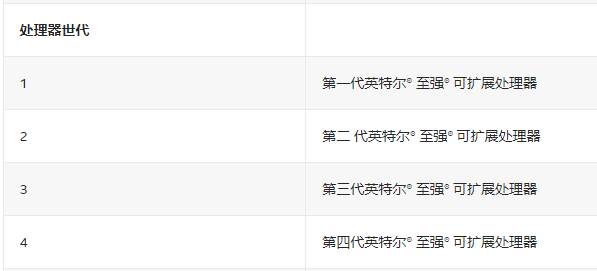 处理器世代
1 第一代英特尔® 至强® 可扩展处理器
2 第二 代英特尔® 至强® 可扩展处理器
3 第三代英特尔® 至强® 可扩展处理器
4 第四代英特尔® 至强® 可扩展处理器